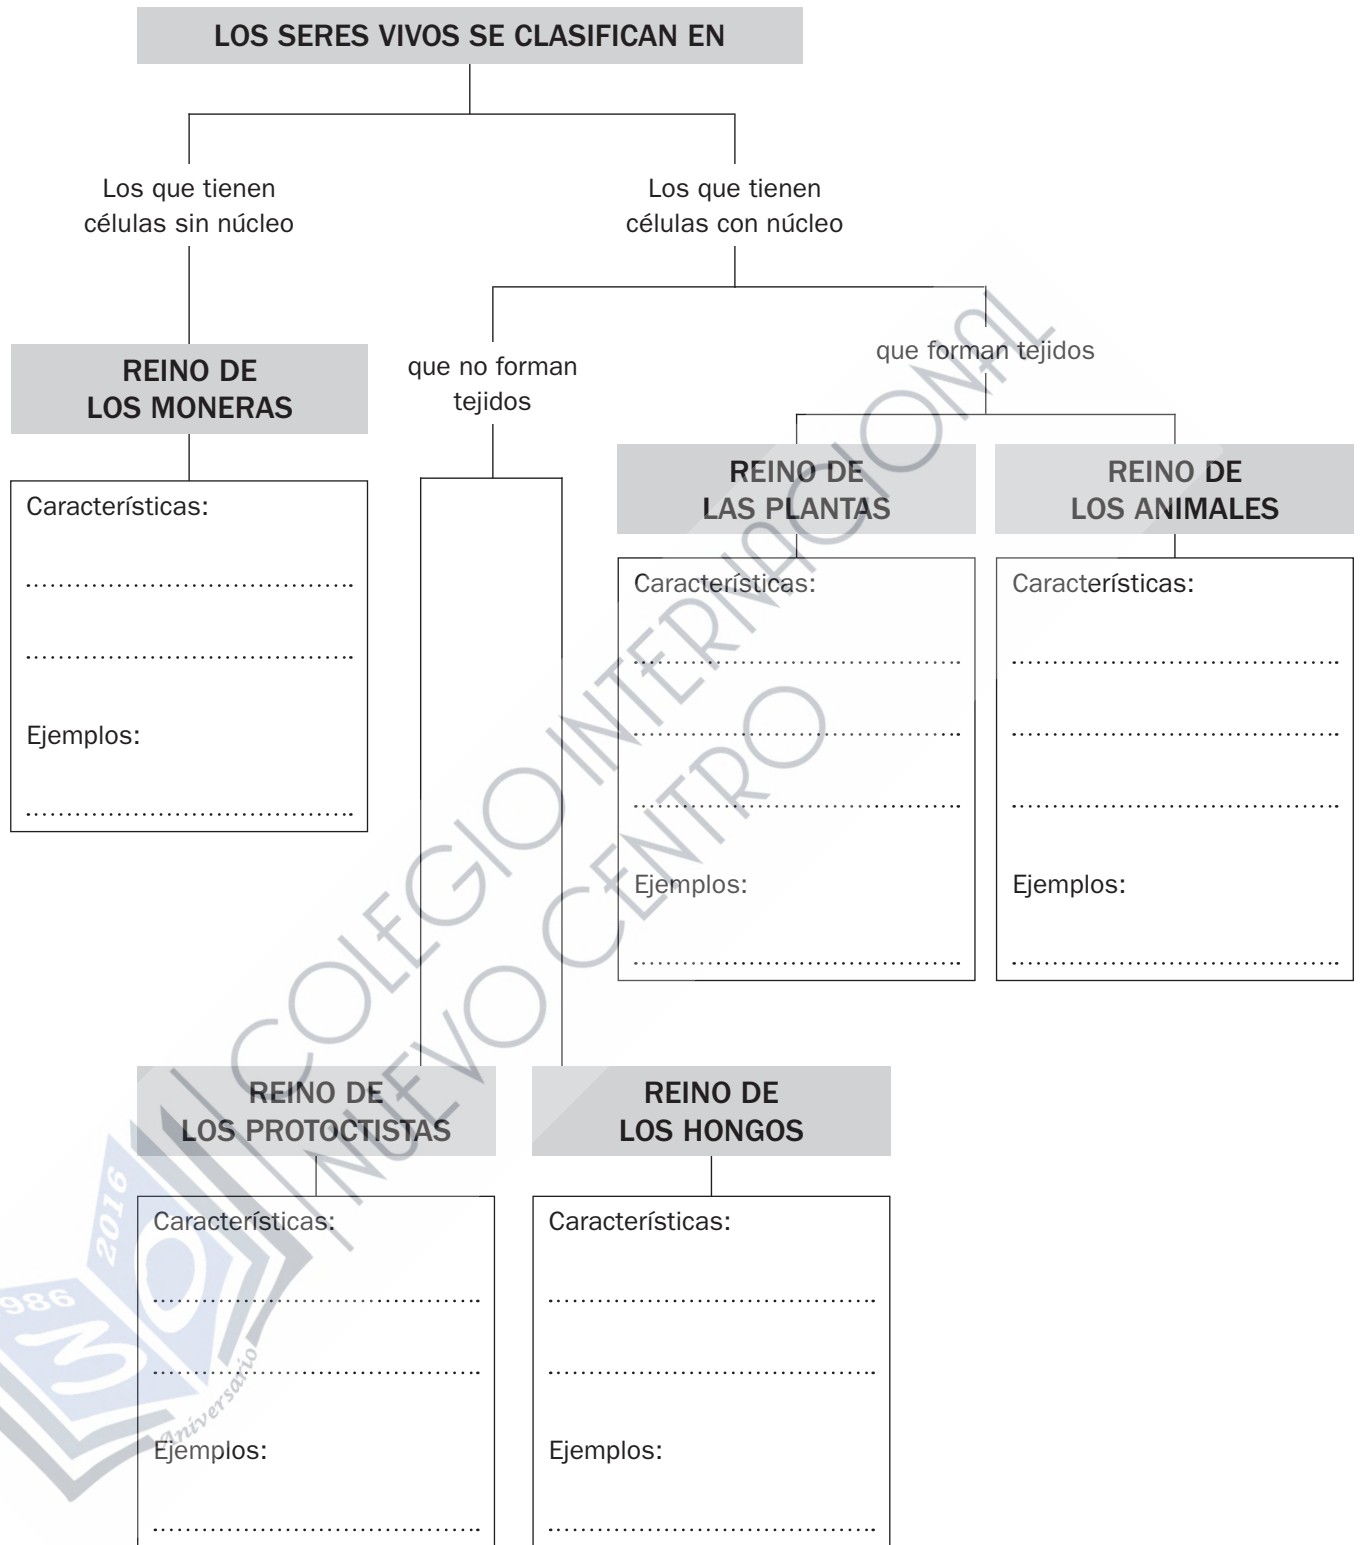 LOS SERES VIVOS SE CLASIFICAN EN
Los que tienen
células sin núcleo
Los que tienen
células con núcleo
REINO DE
LOS MONERAS
que no forman
tejidos
que forman tejidos
REINO DE
LAS PLANTAS
REINO DE
LOS ANIMALES
Características:
Ejemplos:
Características:
Ejemplos:
Características:
Ejemplos:
REINO DE
LOS PROTOCTISTAS
REINO DE
LOS HONGOS
Características:
Ejemplos:
Características:
Ejemplos:
COLEGIO INTERNACIONAL
NUEVO CENTRO
986
2016
30
Aniversario